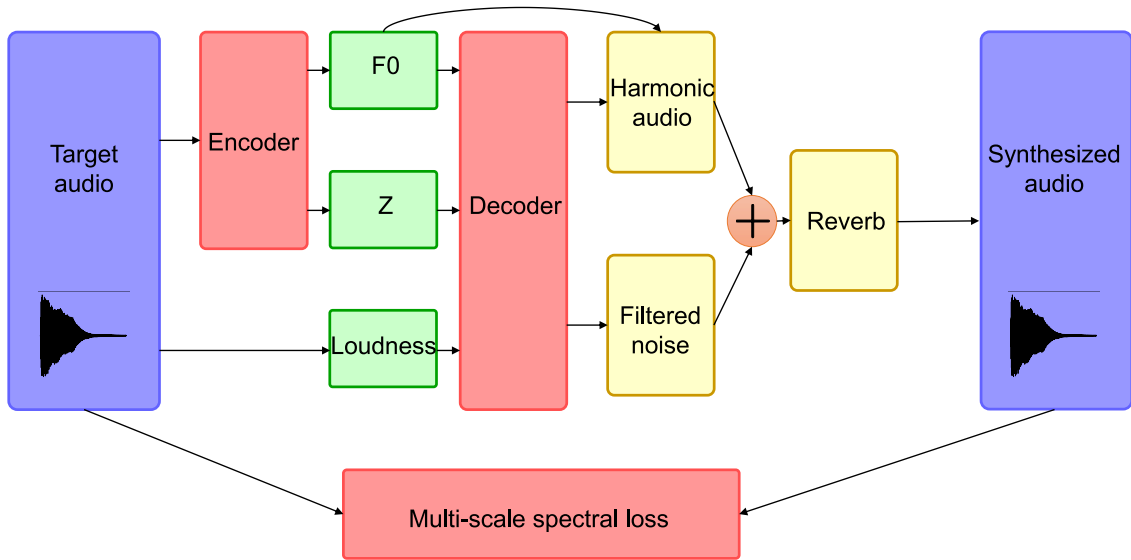 Target
audio
Encoder
F0
Z
Loudness
Decoder
Harmonic
audio
Filtered
noise
Reverb
Synthesized
audio
Multi-scale spectral loss